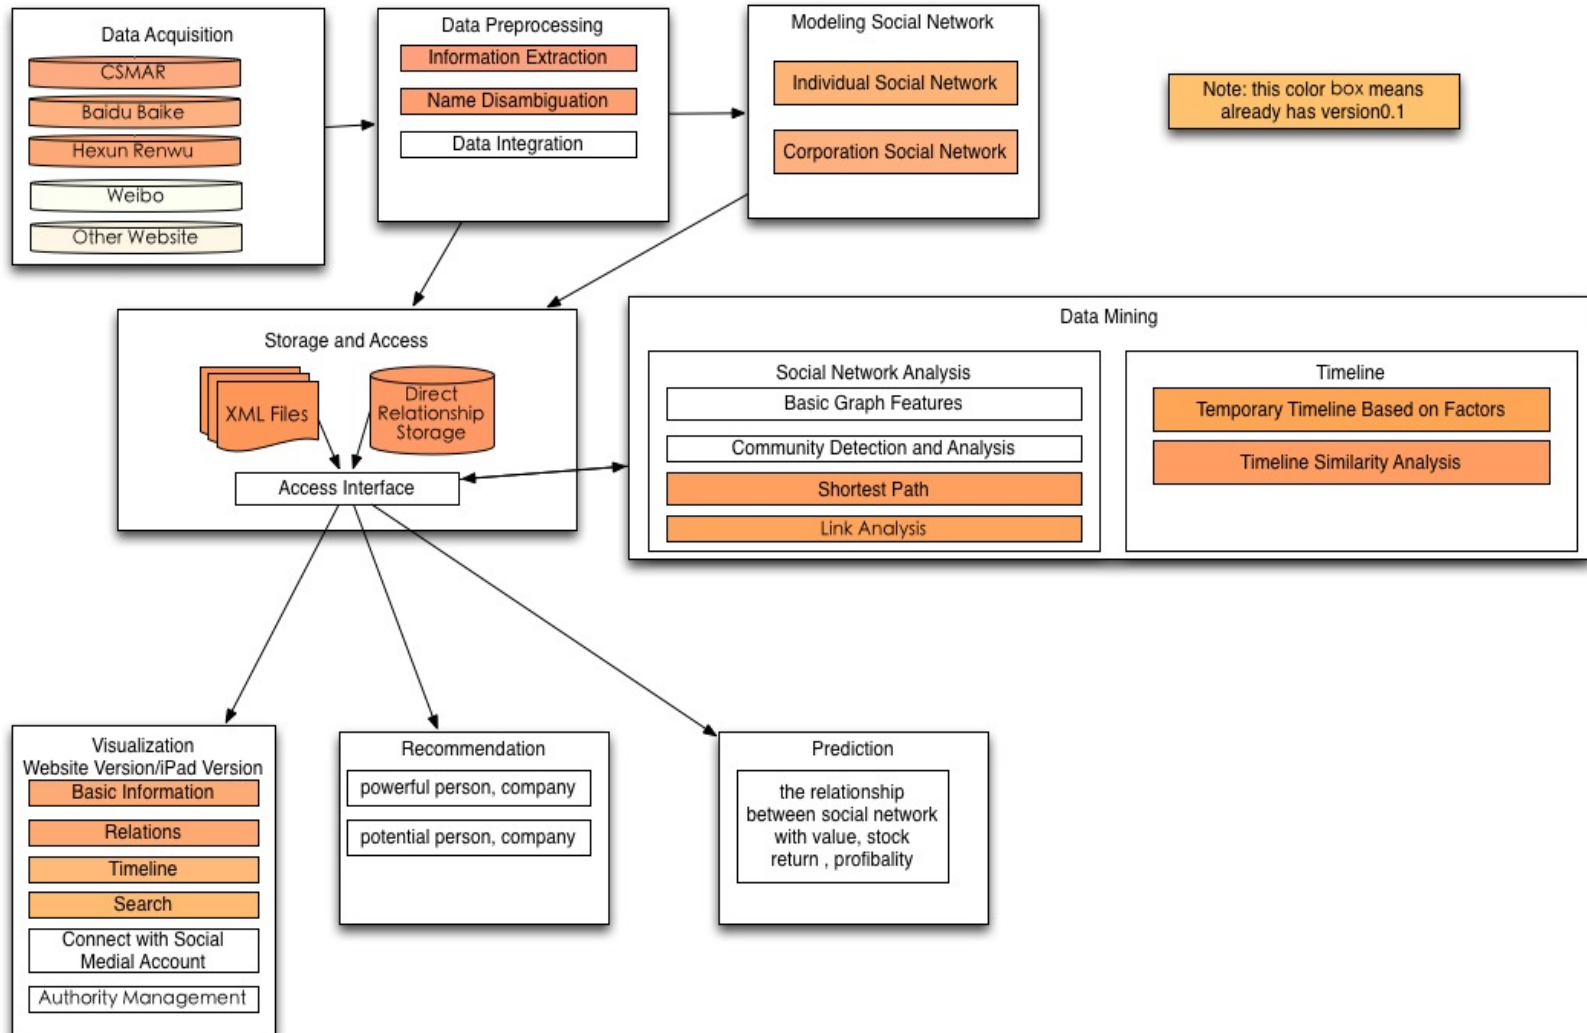 Data Acquisition
CSMAR
Baidu Baike
Hexun Renwu
Weibo
Other Website
Data Preprocessing
Information Extraction
Name Disambiguation
Data Integration
Modeling Social Network
Individual Social Network
Corporation Social Network
Note: this color box means
already has version0.1
Storage and Access
XML Files
Direct
Relationship
Storage
Access Interface
Data Mining
Social Network Analysis
Basic Graph Features
Community Detection and Analysis
Shortest Path
Link Analysis
Timeline
Temporary Timeline Based on Factors
Timeline Similarity Analysis
Visualization
Website Version/iPad Version
Basic Information
Relations
Timeline
Search
Connect with Social
Medial Account
Authority Management
Recommendation
powerful person, company
potential person, company
Prediction
the relationship
between social network
with value, stock
return , profibality